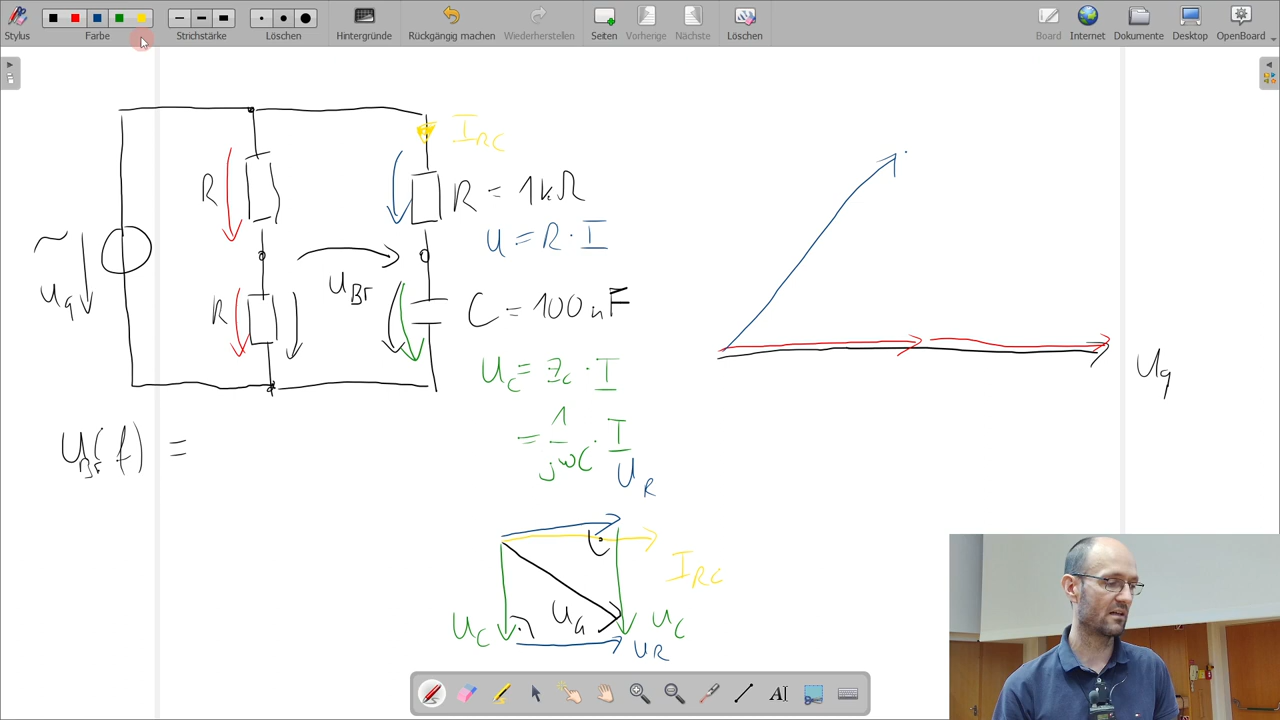 Stylus Farbe Strichstärke Löschen Hintergründe Rückgängig machen Wiederherstellen Seiten Vorherige Nächste Löschen Board Internet Dokumente Desktop OpenBoard
I_RC
R
R = 1kΩ
U = R · I
~
U_q
U_Br
R
C = 100 nF
U_C = Z_C · I
= 1/jωC · I
U_q
U_Br(f) =
U_R
I_RC
U_C
U_q
U_C
U_R
AI